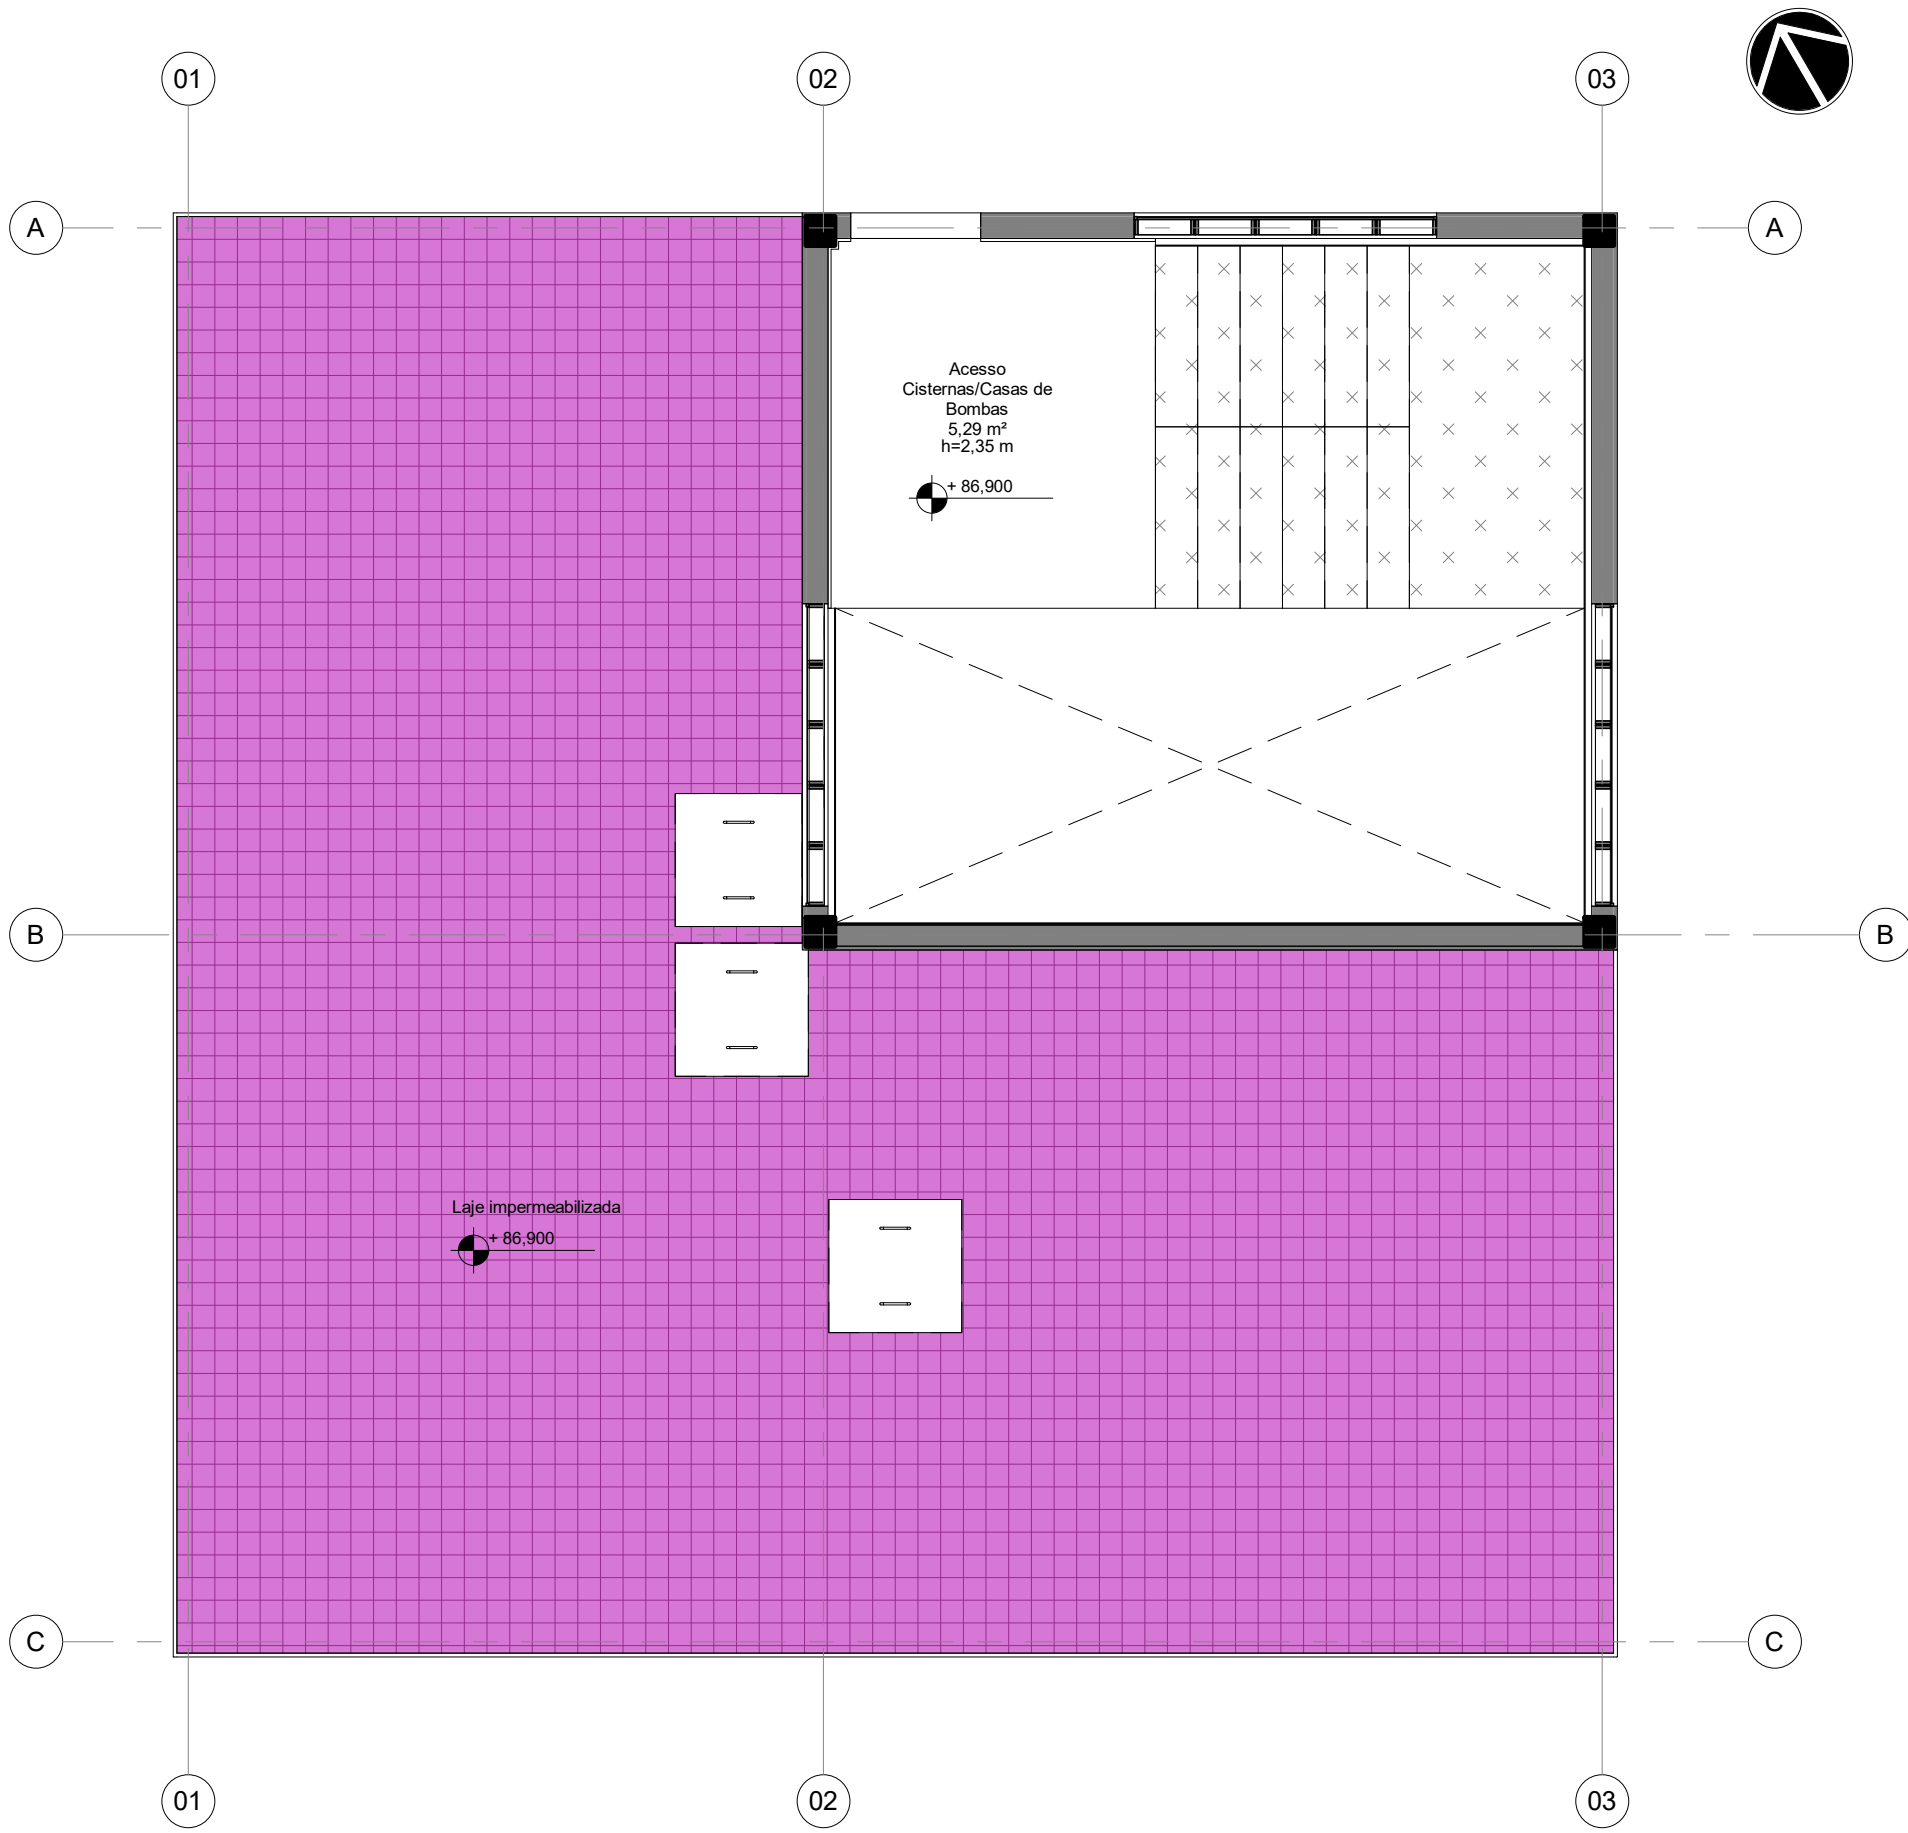 01
02
03
A
A
Acesso
Cisternas/Casas de
Bombas
5,29 m²
h=2,35 m
+ 86,900
B
B
Laje impermeabilizada
+ 86,900
C
C
01
02
03